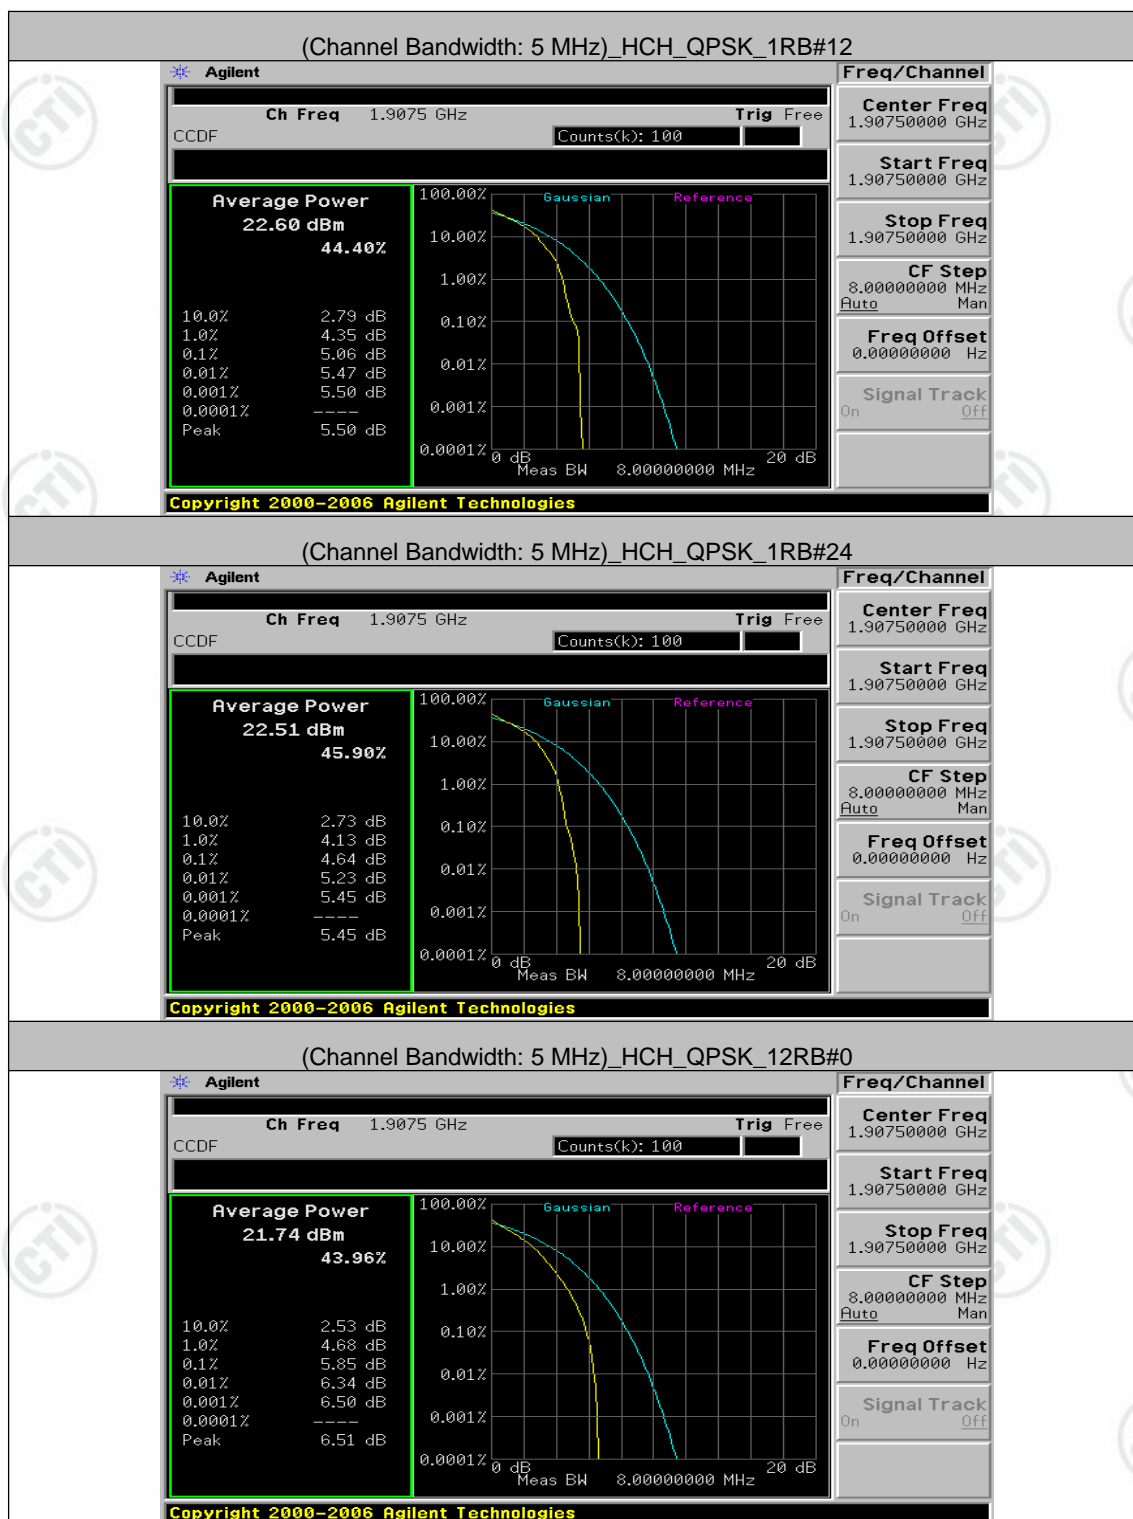 (Channel Bandwidth: 5 MHz)_HCH_QPSK_1RB#12
Agilent
Freq/Channel
Ch Freq 1.9075 GHz
Trig Free
CCDF
Counts(k): 100
Average Power
22.60 dBm
44.40%
10.0% 2.79 dB
1.0% 4.35 dB
0.1% 5.06 dB
0.01% 5.47 dB
0.001% 5.50 dB
0.0001% ----
Peak 5.50 dB
100.00%
10.00%
1.00%
0.10%
0.01%
0.001%
0.0001%
Gaussian
Reference
0 dB
20 dB
Meas BW 8.00000000 MHz
Center Freq
1.90750000 GHz
Start Freq
1.90750000 GHz
Stop Freq
1.90750000 GHz
CF Step
8.00000000 MHz
Auto Man
Freq Offset
0.00000000 Hz
Signal Track
On Off
Copyright 2000-2006 Agilent Technologies
(Channel Bandwidth: 5 MHz)_HCH_QPSK_1RB#24
Agilent
Freq/Channel
Ch Freq 1.9075 GHz
Trig Free
CCDF
Counts(k): 100
Average Power
22.51 dBm
45.90%
10.0% 2.73 dB
1.0% 4.13 dB
0.1% 4.64 dB
0.01% 5.23 dB
0.001% 5.45 dB
0.0001% ----
Peak 5.45 dB
100.00%
10.00%
1.00%
0.10%
0.01%
0.001%
0.0001%
Gaussian
Reference
0 dB
20 dB
Meas BW 8.00000000 MHz
Center Freq
1.90750000 GHz
Start Freq
1.90750000 GHz
Stop Freq
1.90750000 GHz
CF Step
8.00000000 MHz
Auto Man
Freq Offset
0.00000000 Hz
Signal Track
On Off
Copyright 2000-2006 Agilent Technologies
(Channel Bandwidth: 5 MHz)_HCH_QPSK_12RB#0
Agilent
Freq/Channel
Ch Freq 1.9075 GHz
Trig Free
CCDF
Counts(k): 100
Average Power
21.74 dBm
43.96%
10.0% 2.53 dB
1.0% 4.68 dB
0.1% 5.85 dB
0.01% 6.34 dB
0.001% 6.50 dB
0.0001% ----
Peak 6.51 dB
100.00%
10.00%
1.00%
0.10%
0.01%
0.001%
0.0001%
Gaussian
Reference
0 dB
20 dB
Meas BW 8.00000000 MHz
Center Freq
1.90750000 GHz
Start Freq
1.90750000 GHz
Stop Freq
1.90750000 GHz
CF Step
8.00000000 MHz
Auto Man
Freq Offset
0.00000000 Hz
Signal Track
On Off
Copyright 2000-2006 Agilent Technologies
CTI
CTI
CTI
CTI
CTI
CTI
CTI
CTI